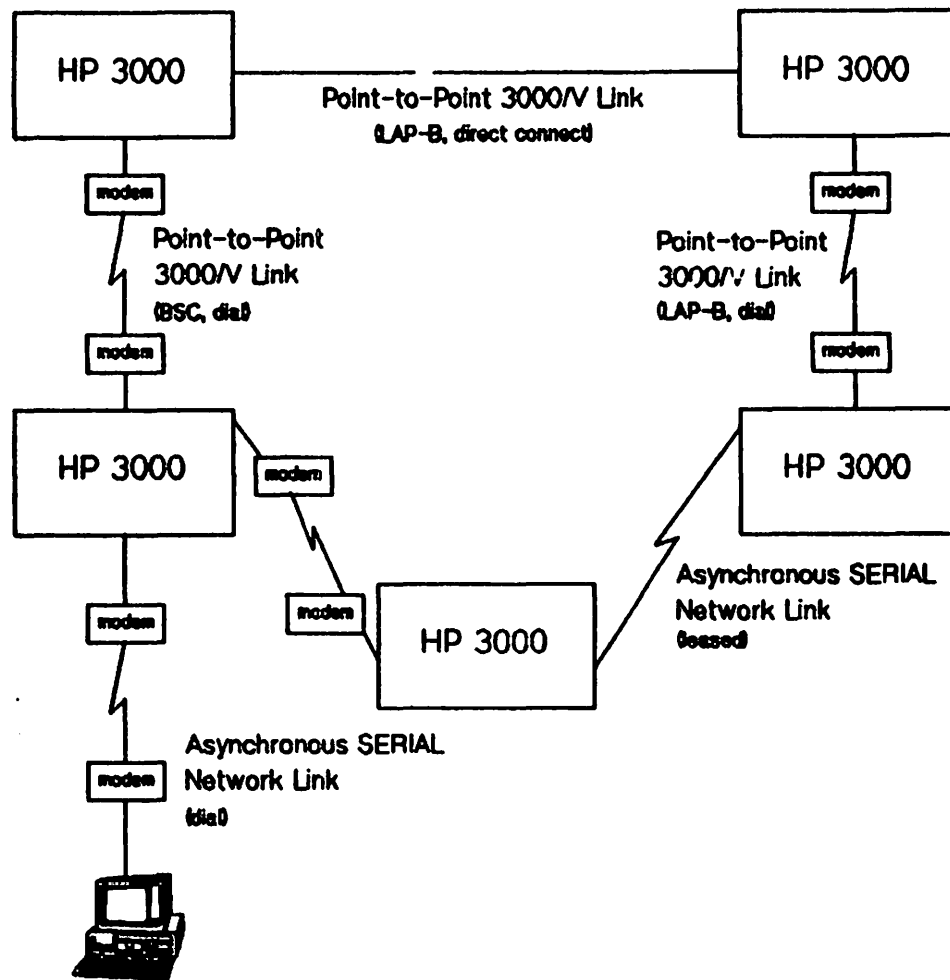 HP 3000
HP 3000
Point-to-Point 3000/V Link
(LAP-B, direct connect)
modem
modem
Point-to-Point
3000/V Link
(BSC, dial)
Point-to-Point
3000/V Link
(LAP-B, dial)
modem
modem
HP 3000
HP 3000
modem
modem
modem
HP 3000
Asynchronous SERIAL
Network Link
(leased)
Asynchronous SERIAL
Network Link
(dial)
modem